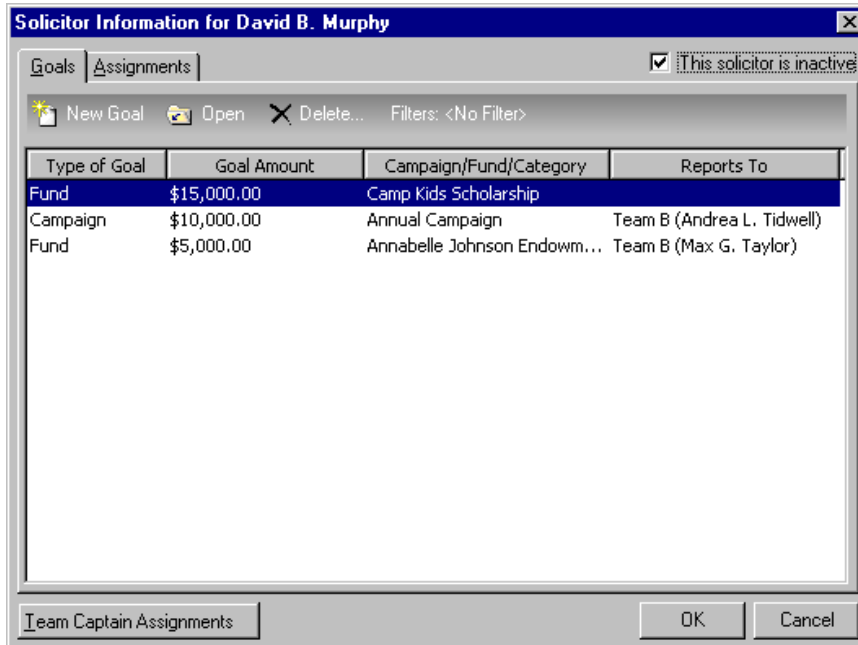 Solicitor Information for David B. Murphy
Goals Assignments This solicitor is inactive
New Goal Open Delete... Filters: <No Filter>
Type of Goal Goal Amount Campaign/Fund/Category Reports To
Fund $15,000.00 Camp Kids Scholarship
Campaign $10,000.00 Annual Campaign Team B (Andrea L. Tidwell)
Fund $5,000.00 Annabelle Johnson Endowm... Team B (Max G. Taylor)
Team Captain Assignments OK Cancel